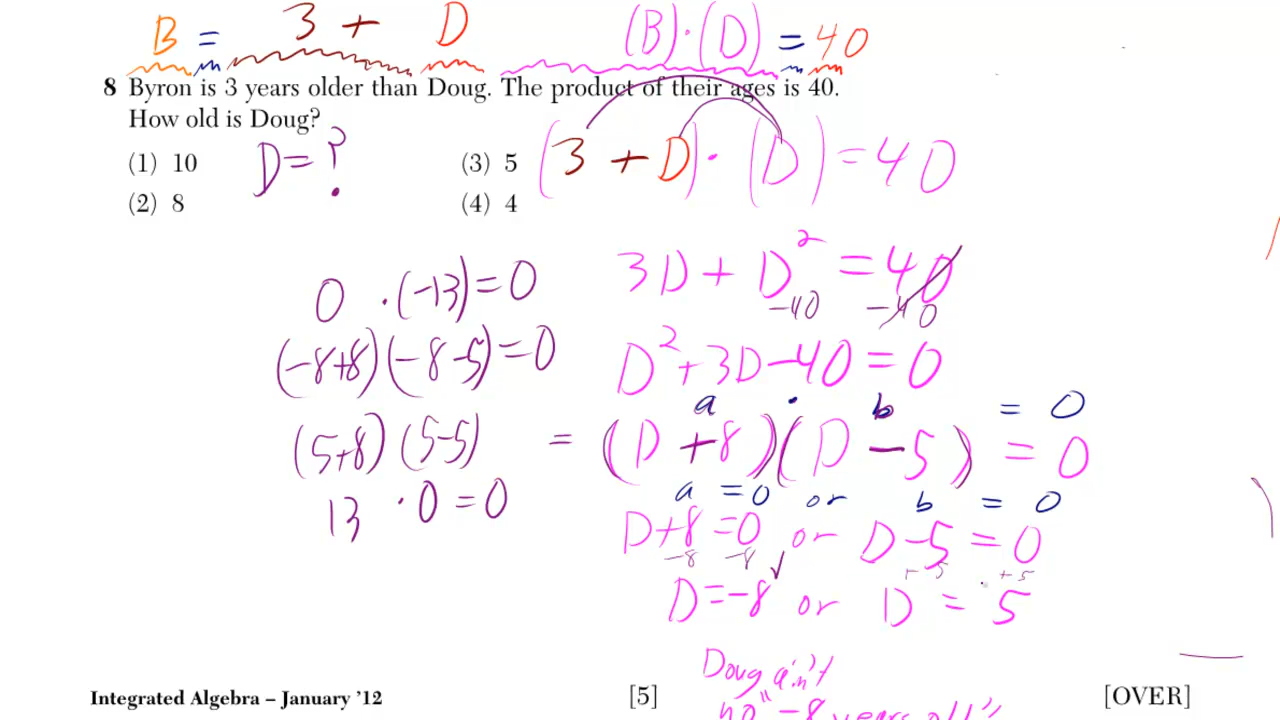 B = 3 + D (B)·(D) = 40
8 Byron is 3 years older than Doug. The product of their ages is 40.
How old is Doug?
(1) 10 (3) 5
(2) 8 (4) 4
D = ?
(3 + D) · (D) = 40
3D + D² = 40
-40 -40
D² + 3D - 40 = 0
a · b = 0
= (D + 8)(D - 5) = 0
a = 0 or b = 0
D + 8 = 0 or D - 5 = 0
-8 -8 + 5 + 5
D = -8 or D = 5
Doug ain't
no "-8 years old"
0 · (-13) = 0
(-8+8)(-8-5) = 0
(5+8)(5-5)
13 · 0 = 0
Integrated Algebra – January '12 [5] [OVER]